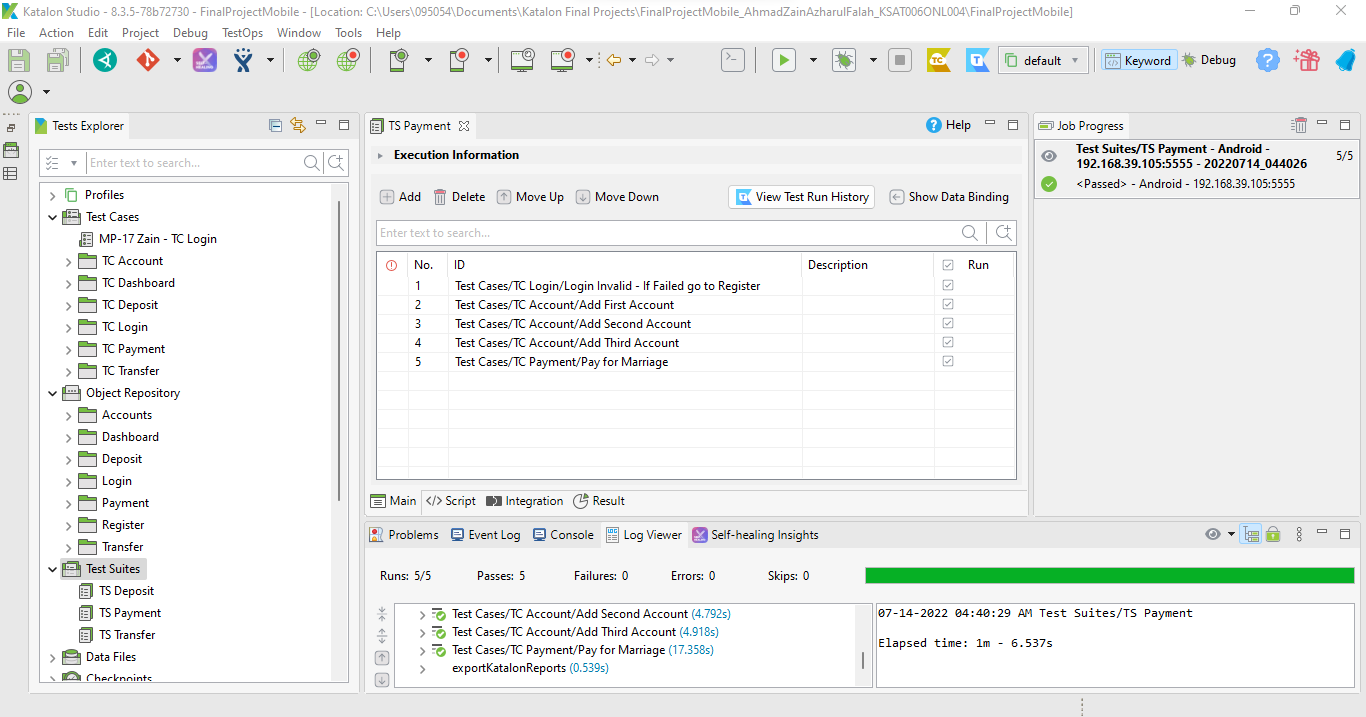 Katalon Studio - 8.3.5-78b72730 - FinalProjectMobile - [Location: C:\Users\095054\Documents\Katalon Final Projects\FinalProjectMobile_AhmadZainAzharulFalah_KSAT006ONL004\FinalProjectMobile]
File Action Edit Project Debug TestOps Window Tools Help
default
Keyword
Debug
Tests Explorer
Enter text to search...
Profiles
Test Cases
MP-17 Zain - TC Login
TC Account
TC Dashboard
TC Deposit
TC Login
TC Payment
TC Transfer
Object Repository
Accounts
Dashboard
Deposit
Login
Payment
Register
Transfer
Test Suites
TS Deposit
TS Payment
TS Transfer
Data Files
Checkpoints
TS Payment
Help
Execution Information
Add Delete Move Up Move Down View Test Run History Show Data Binding
Enter text to search...
No. ID Description Run
1 Test Cases/TC Login/Login Invalid - If Failed go to Register
2 Test Cases/TC Account/Add First Account
3 Test Cases/TC Account/Add Second Account
4 Test Cases/TC Account/Add Third Account
5 Test Cases/TC Payment/Pay for Marriage
Main </> Script Integration Result
Job Progress
Test Suites/TS Payment - Android - 5/5
192.168.39.105:5555 - 20220714_044026
<Passed> - Android - 192.168.39.105:5555
Problems Event Log Console Log Viewer Self-healing Insights
Runs: 5/5 Passes: 5 Failures: 0 Errors: 0 Skips: 0
Test Cases/TC Account/Add Second Account (4.792s)
Test Cases/TC Account/Add Third Account (4.918s)
Test Cases/TC Payment/Pay for Marriage (17.358s)
exportKatalonReports (0.539s)
07-14-2022 04:40:29 AM Test Suites/TS Payment
Elapsed time: 1m - 6.537s